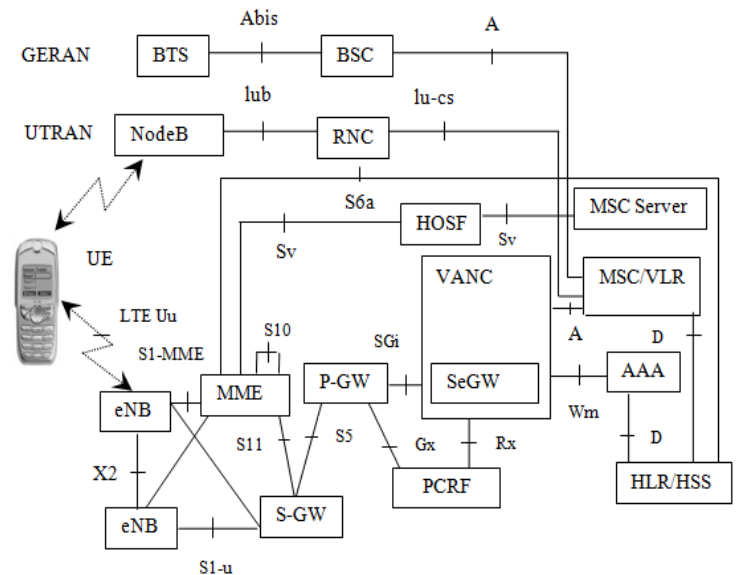 Abis
A
GERAN
BTS
BSC
lub
lu-cs
UTRAN
NodeB
RNC
S6a
MSC Server
HOSF
Sv
Sv
UE
VANC
MSC/VLR
LTE Uu
S10
SGi
A
D
S1-MME
P-GW
SeGW
AAA
MME
eNB
Wm
S11
S5
Gx
Rx
D
X2
PCRF
HLR/HSS
eNB
S-GW
S1-u